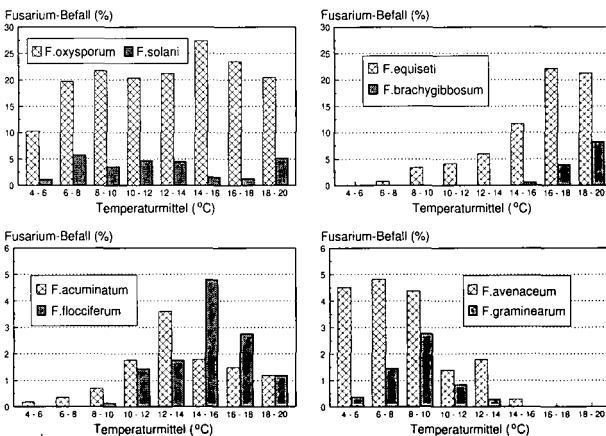 Fusarium-Befall (%)
30
25
20
15
10
5
0
F.oxysporum F.solani
4 - 6 6 - 8 8 - 10 10 - 12 12 - 14 14 - 16 16 - 18 18 - 20
Temperaturmittel (°C)
Fusarium-Befall (%)
30
25
20
15
10
5
0
F.equiseti
F.brachygibbosum
4 - 6 6 - 8 8 - 10 10 - 12 12 - 14 14 - 16 16 - 18 18 - 20
Temperaturmittel (°C)
Fusarium-Befall (%)
6
5
4
3
2
1
0
F.acuminatum
F.flocciferum
4 - 6 6 - 8 8 - 10 10 - 12 12 - 14 14 - 16 16 - 18 18 - 20
Temperaturmittel (°C)
Fusarium-Befall (%)
6
5
4
3
2
1
0
F.avenaceum
F.graminearum
4 - 6 6 - 8 8 - 10 10 - 12 12 - 14 14 - 16 16 - 18 18 - 20
Temperaturmittel (°C)